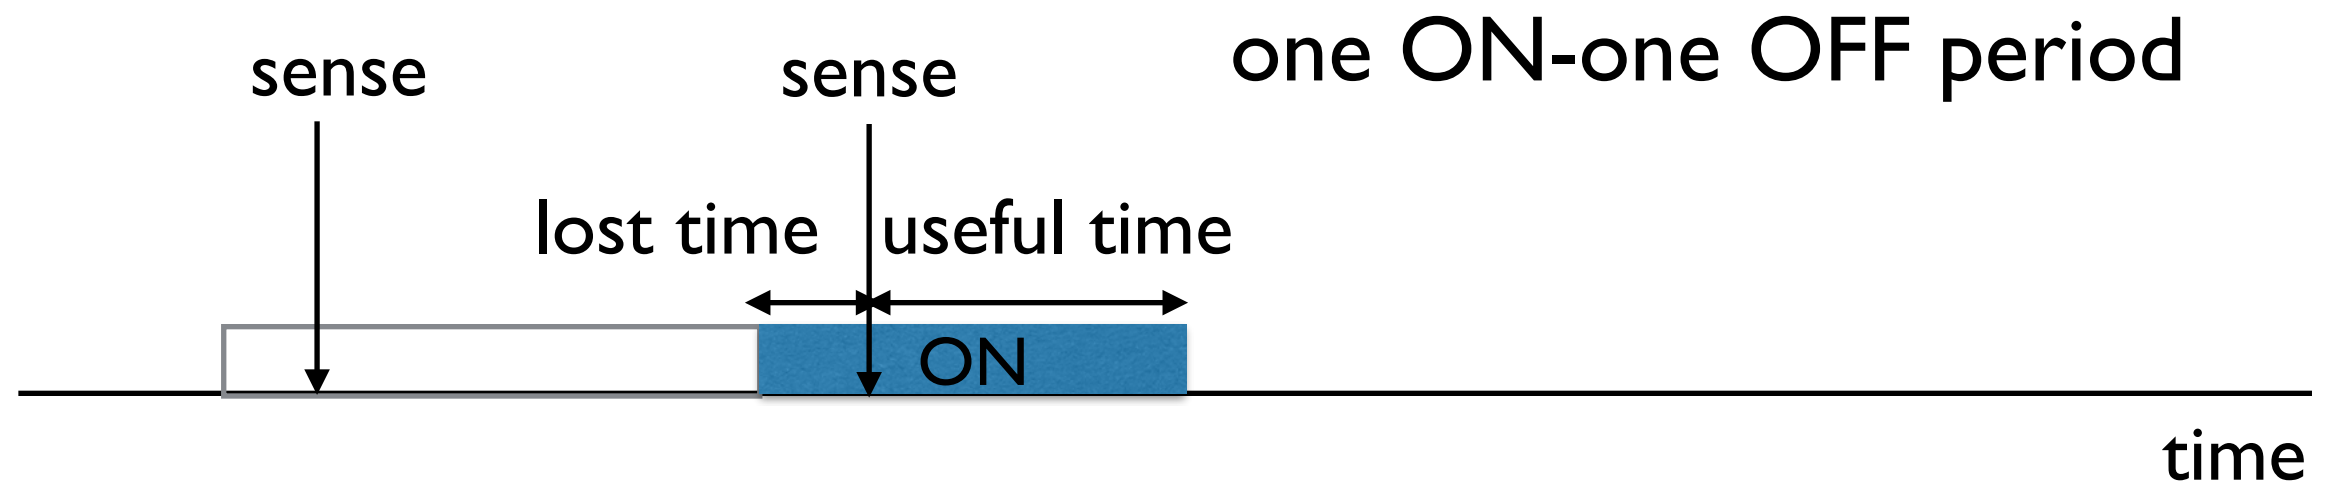 one ON-one OFF period
sense
sense
lost time
useful time
ON
time